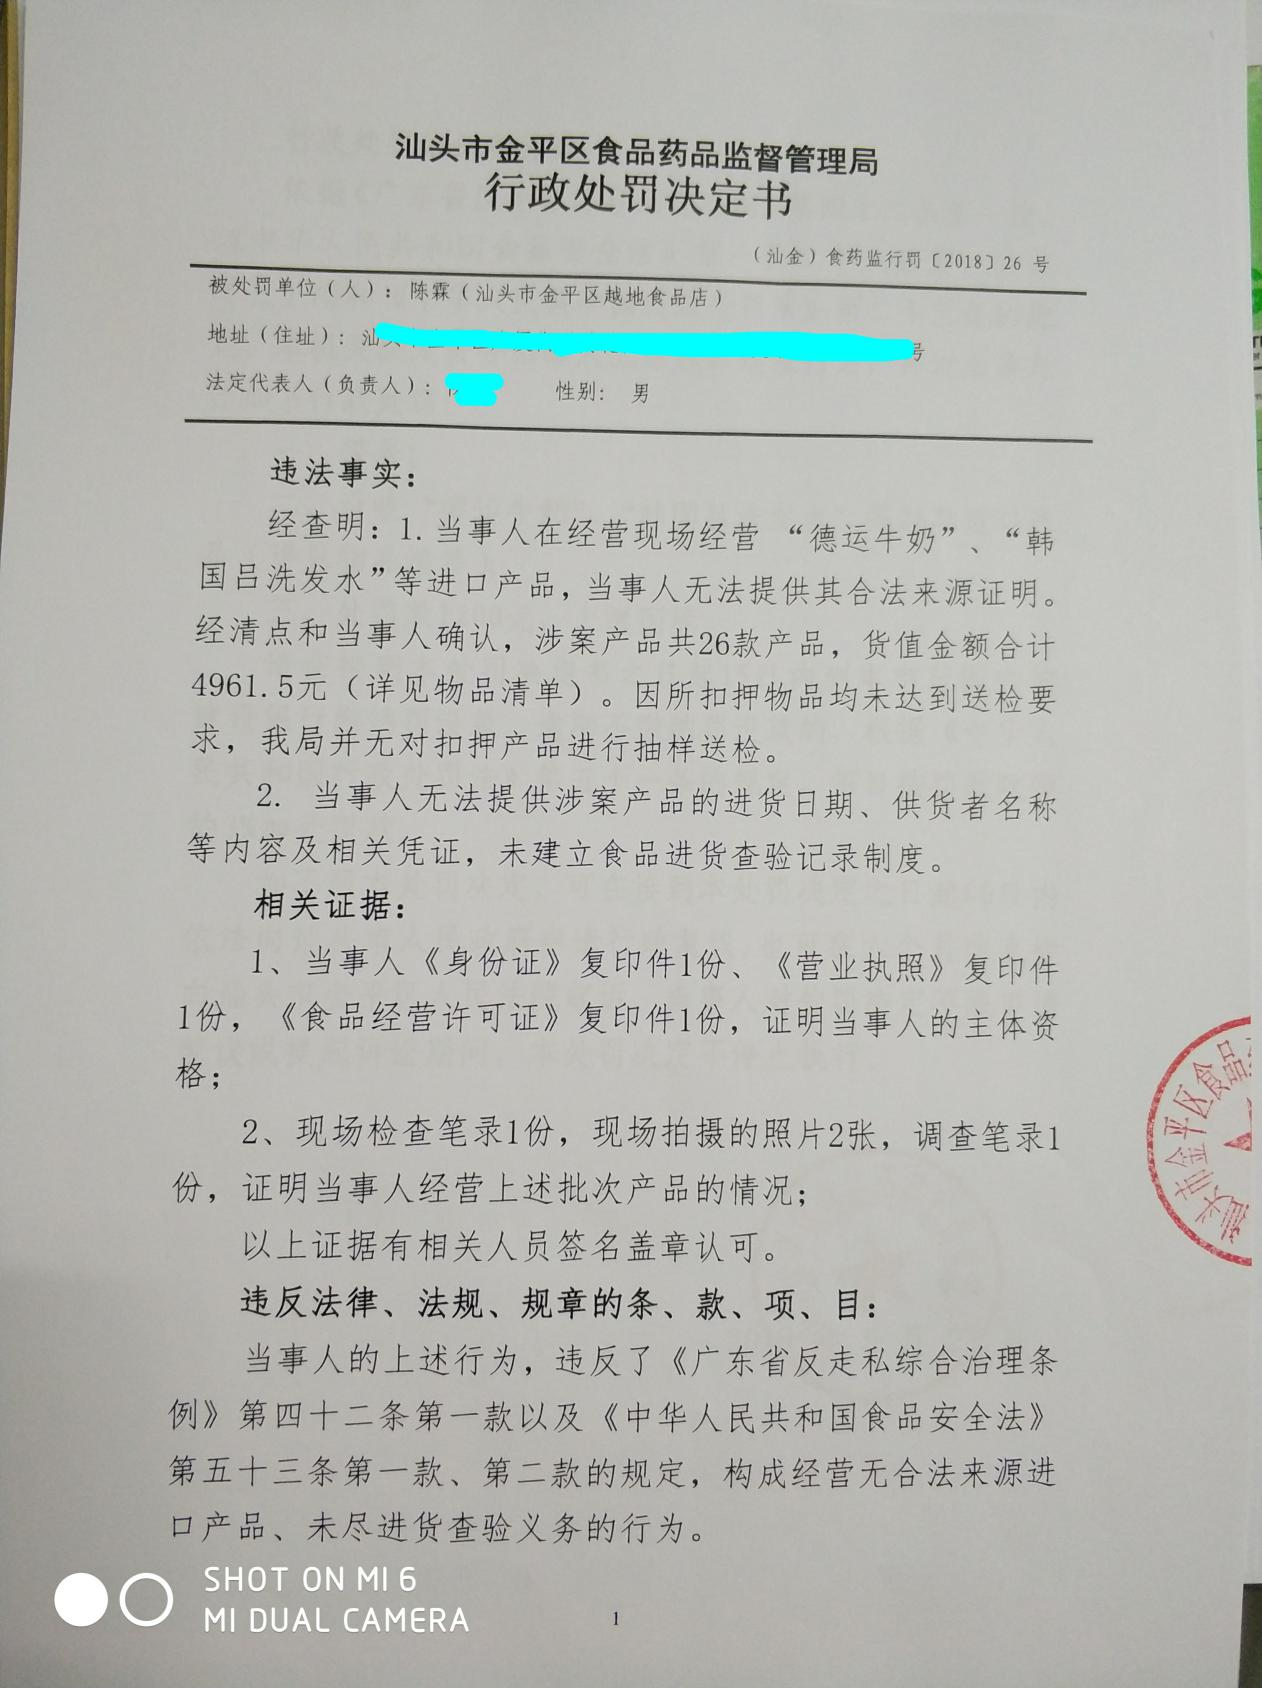 汕头市金平区食品药品监督管理局
行政处罚决定书
（汕金）食药监行罚〔2018〕26 号
被处罚单位（人）：陈霖（汕头市金平区越地食品店）
地址（住址）：汕 号
法定代表人（负责人）： 性别： 男
违法事实：
经查明：1.当事人在经营现场经营 “德运牛奶”、“韩
国吕洗发水”等进口产品，当事人无法提供其合法来源证明。
经清点和当事人确认，涉案产品共26款产品，货值金额合计
4961.5元（详见物品清单）。因所扣押物品均未达到送检要
求，我局并无对扣押产品进行抽样送检。
2. 当事人无法提供涉案产品的进货日期、供货者名称
等内容及相关凭证，未建立食品进货查验记录制度。
相关证据：
1、当事人《身份证》复印件1份、《营业执照》复印件
1份，《食品经营许可证》复印件1份，证明当事人的主体资
格；
2、现场检查笔录1份，现场拍摄的照片2张，调查笔录1
份，证明当事人经营上述批次产品的情况；
以上证据有相关人员签名盖章认可。
违反法律、法规、规章的条、款、项、目：
当事人的上述行为，违反了《广东省反走私综合治理条
例》第四十二条第一款以及《中华人民共和国食品安全法》
第五十三条第一款、第二款的规定，构成经营无合法来源进
口产品、未尽进货查验义务的行为。
汕头市金平区食品
1
SHOT ON MI 6
MI DUAL CAMERA